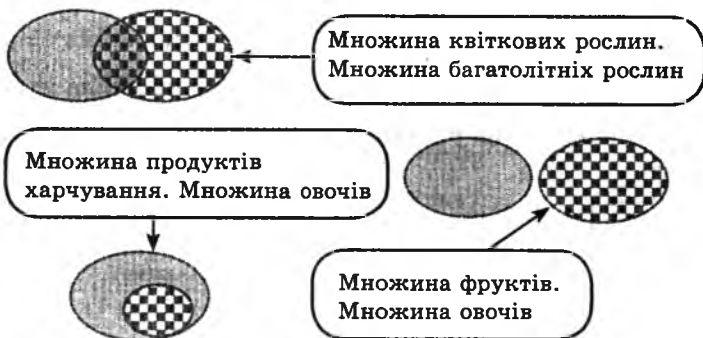 Множина квіткових рослин.
Множина багатолітніх рослин
Множина продуктів
харчування. Множина овочів
Множина фруктів.
Множина овочів